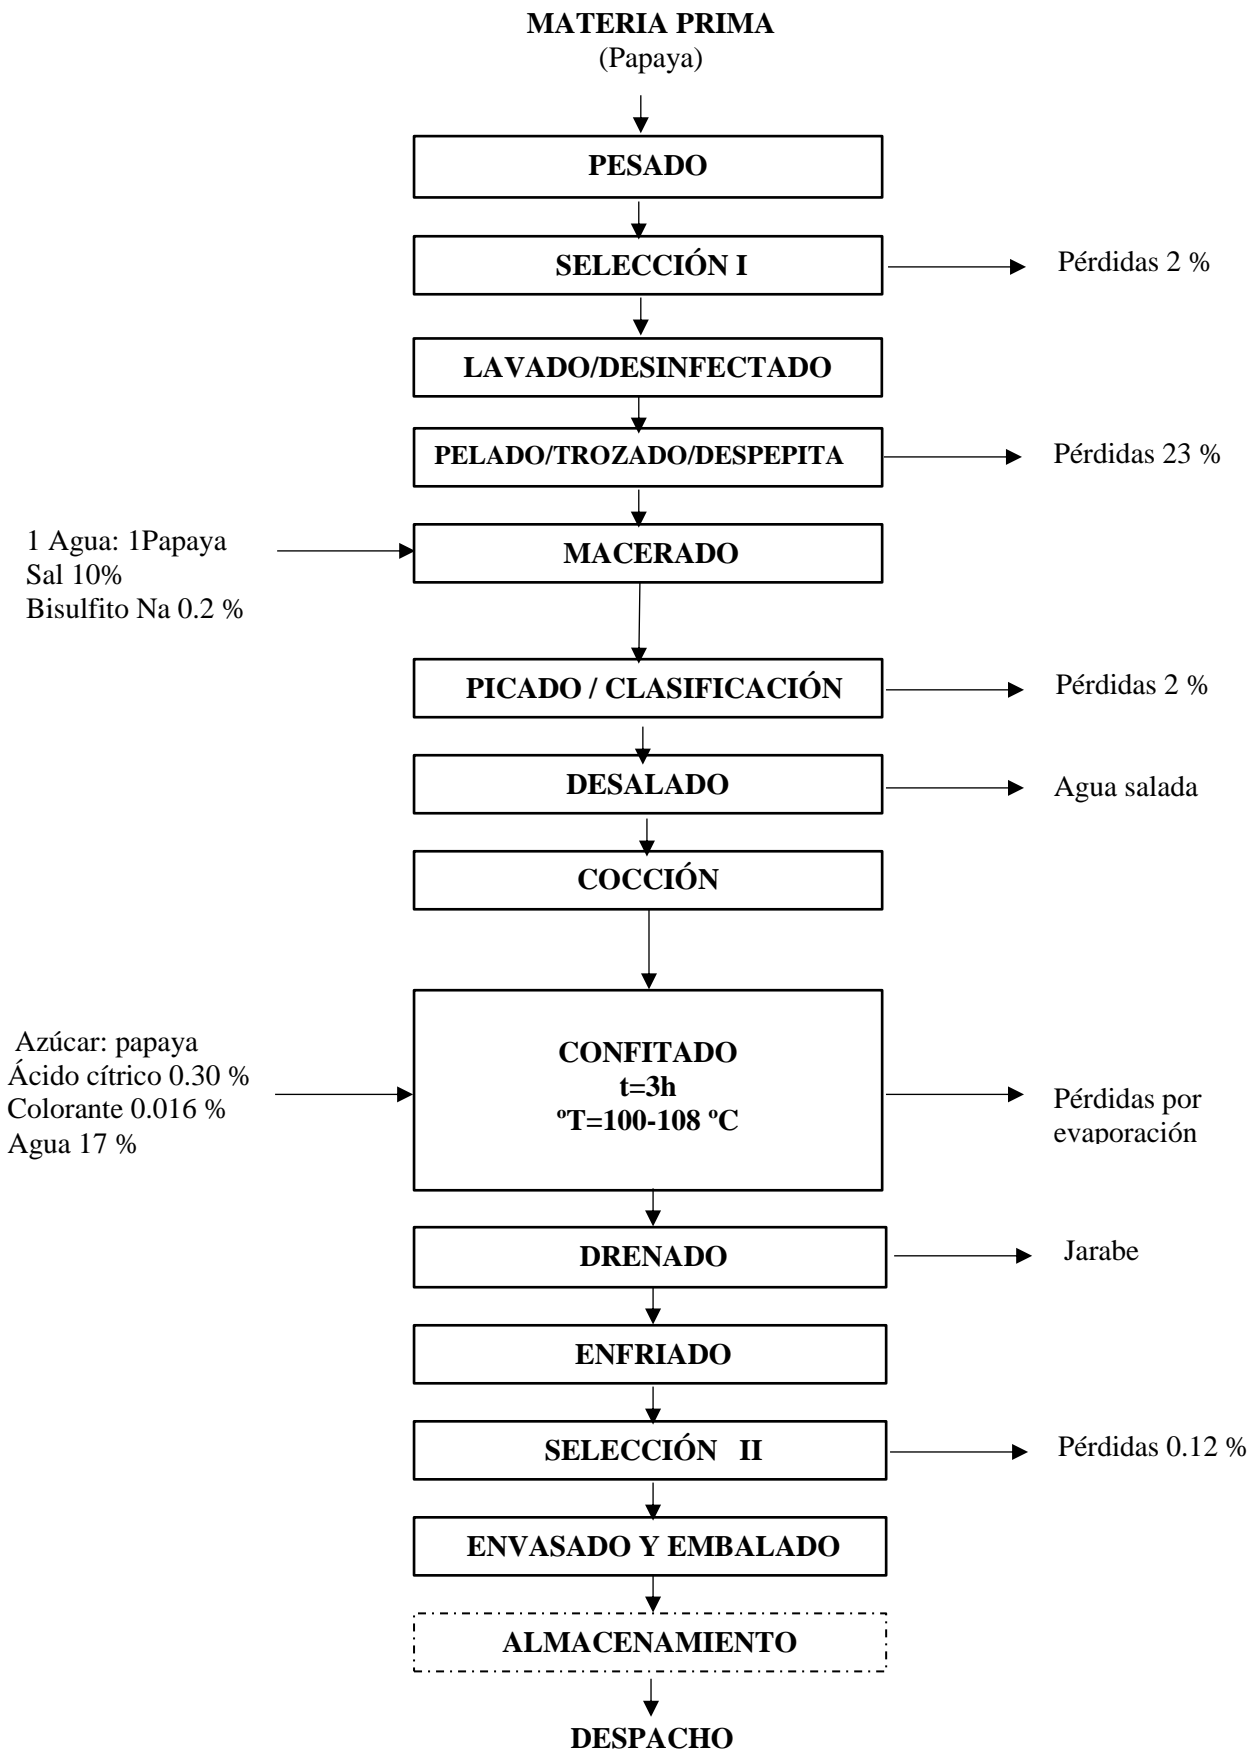 MATERIA PRIMA
(Papaya)
PESADO
SELECCIÓN I
Pérdidas 2 %
LAVADO/DESINFECTADO
PELADO/TROZADO/DESPEPITA
Pérdidas 23 %
1 Agua: 1Papaya
Sal 10%
Bisulfito Na 0.2 %
MACERADO
PICADO / CLASIFICACIÓN
Pérdidas 2 %
DESALADO
Agua salada
COCCIÓN
Azúcar: papaya
Ácido cítrico 0.30 %
Colorante 0.016 %
Agua 17 %
CONFITADO
t=3h
ºT=100-108 ºC
Pérdidas por
evaporación
DRENADO
Jarabe
ENFRIADO
SELECCIÓN II
Pérdidas 0.12 %
ENVASADO Y EMBALADO
ALMACENAMIENTO
DESPACHO